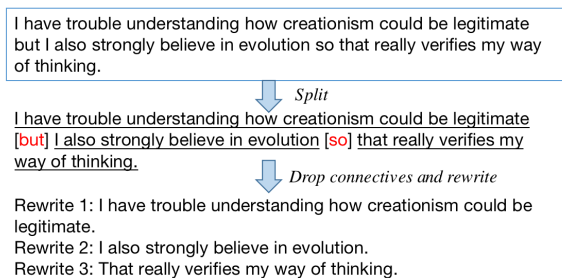 I have trouble understanding how creationism could be legitimate
but I also strongly believe in evolution so that really verifies my way
of thinking.
Split
I have trouble understanding how creationism could be legitimate
[but] I also strongly believe in evolution [so] that really verifies my
way of thinking.
Drop connectives and rewrite
Rewrite 1: I have trouble understanding how creationism could be
legitimate.
Rewrite 2: I also strongly believe in evolution.
Rewrite 3: That really verifies my way of thinking.